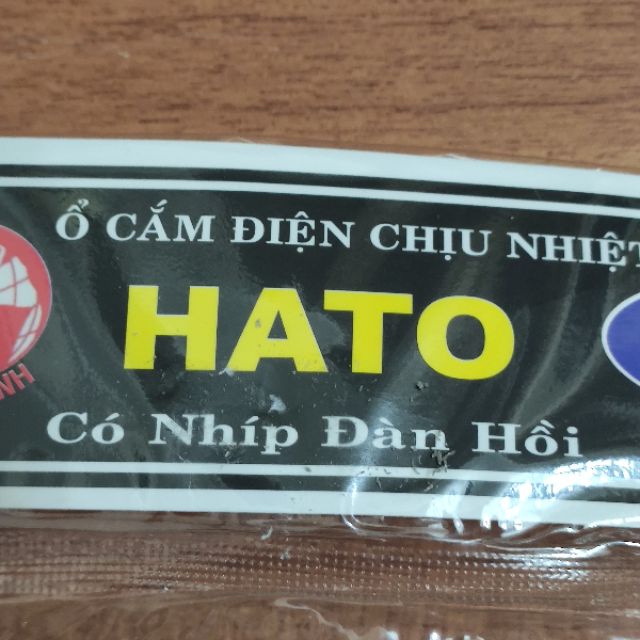 Ổ CẮM ĐIỆN CHỊU NHIỆT
HATO
Có Nhíp Đàn Hồi